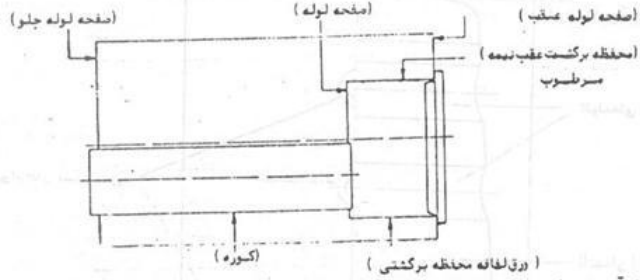 (صفحه لوله عقب)
(صفحه لوله)
(صفحه لوله جلو)
(محفظه برگشت عقب نیمه
مرطوب)
(کوره)
(ورق لفافه محفظه برگشتی)